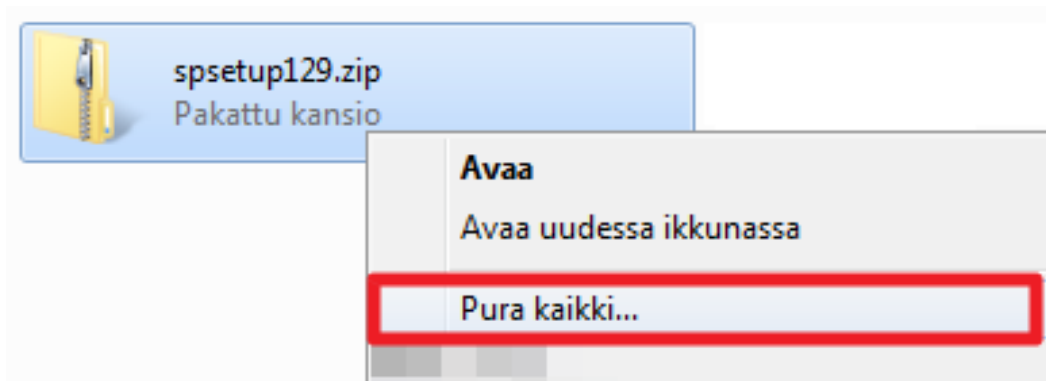 spsetup129.zip
Pakattu kansio
Avaa
Avaa uudessa ikkunassa
Pura kaikki...